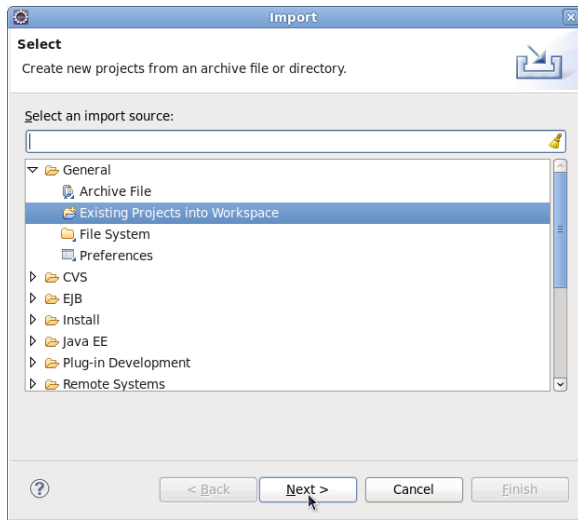 Import
Select
Create new projects from an archive file or directory.
Select an import source:
General
Archive File
Existing Projects into Workspace
File System
Preferences
CVS
EJB
Install
Java EE
Plug-in Development
Remote Systems
? < Back Next > Cancel Finish